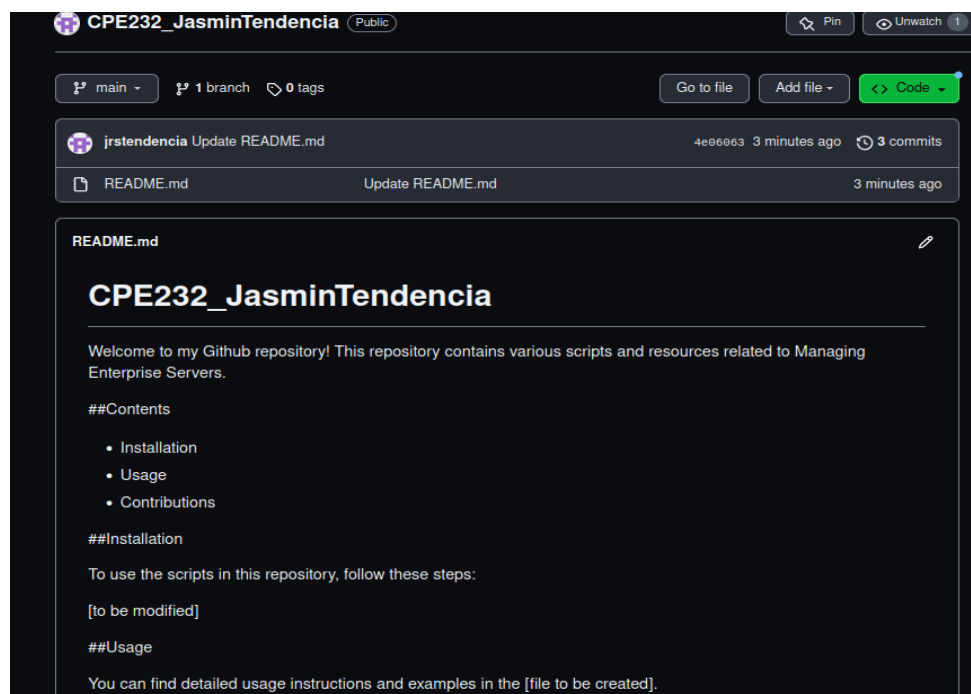 CPE232_JasminTendencia Public Pin Unwatch 1
main 1 branch 0 tags Go to file Add file <> Code
jrstendencia Update README.md 4e06063 3 minutes ago 3 commits
README.md Update README.md 3 minutes ago
README.md
CPE232_JasminTendencia
Welcome to my Github repository! This repository contains various scripts and resources related to Managing
Enterprise Servers.
##Contents
• Installation
• Usage
• Contributions
##Installation
To use the scripts in this repository, follow these steps:
[to be modified]
##Usage
You can find detailed usage instructions and examples in the [file to be created].